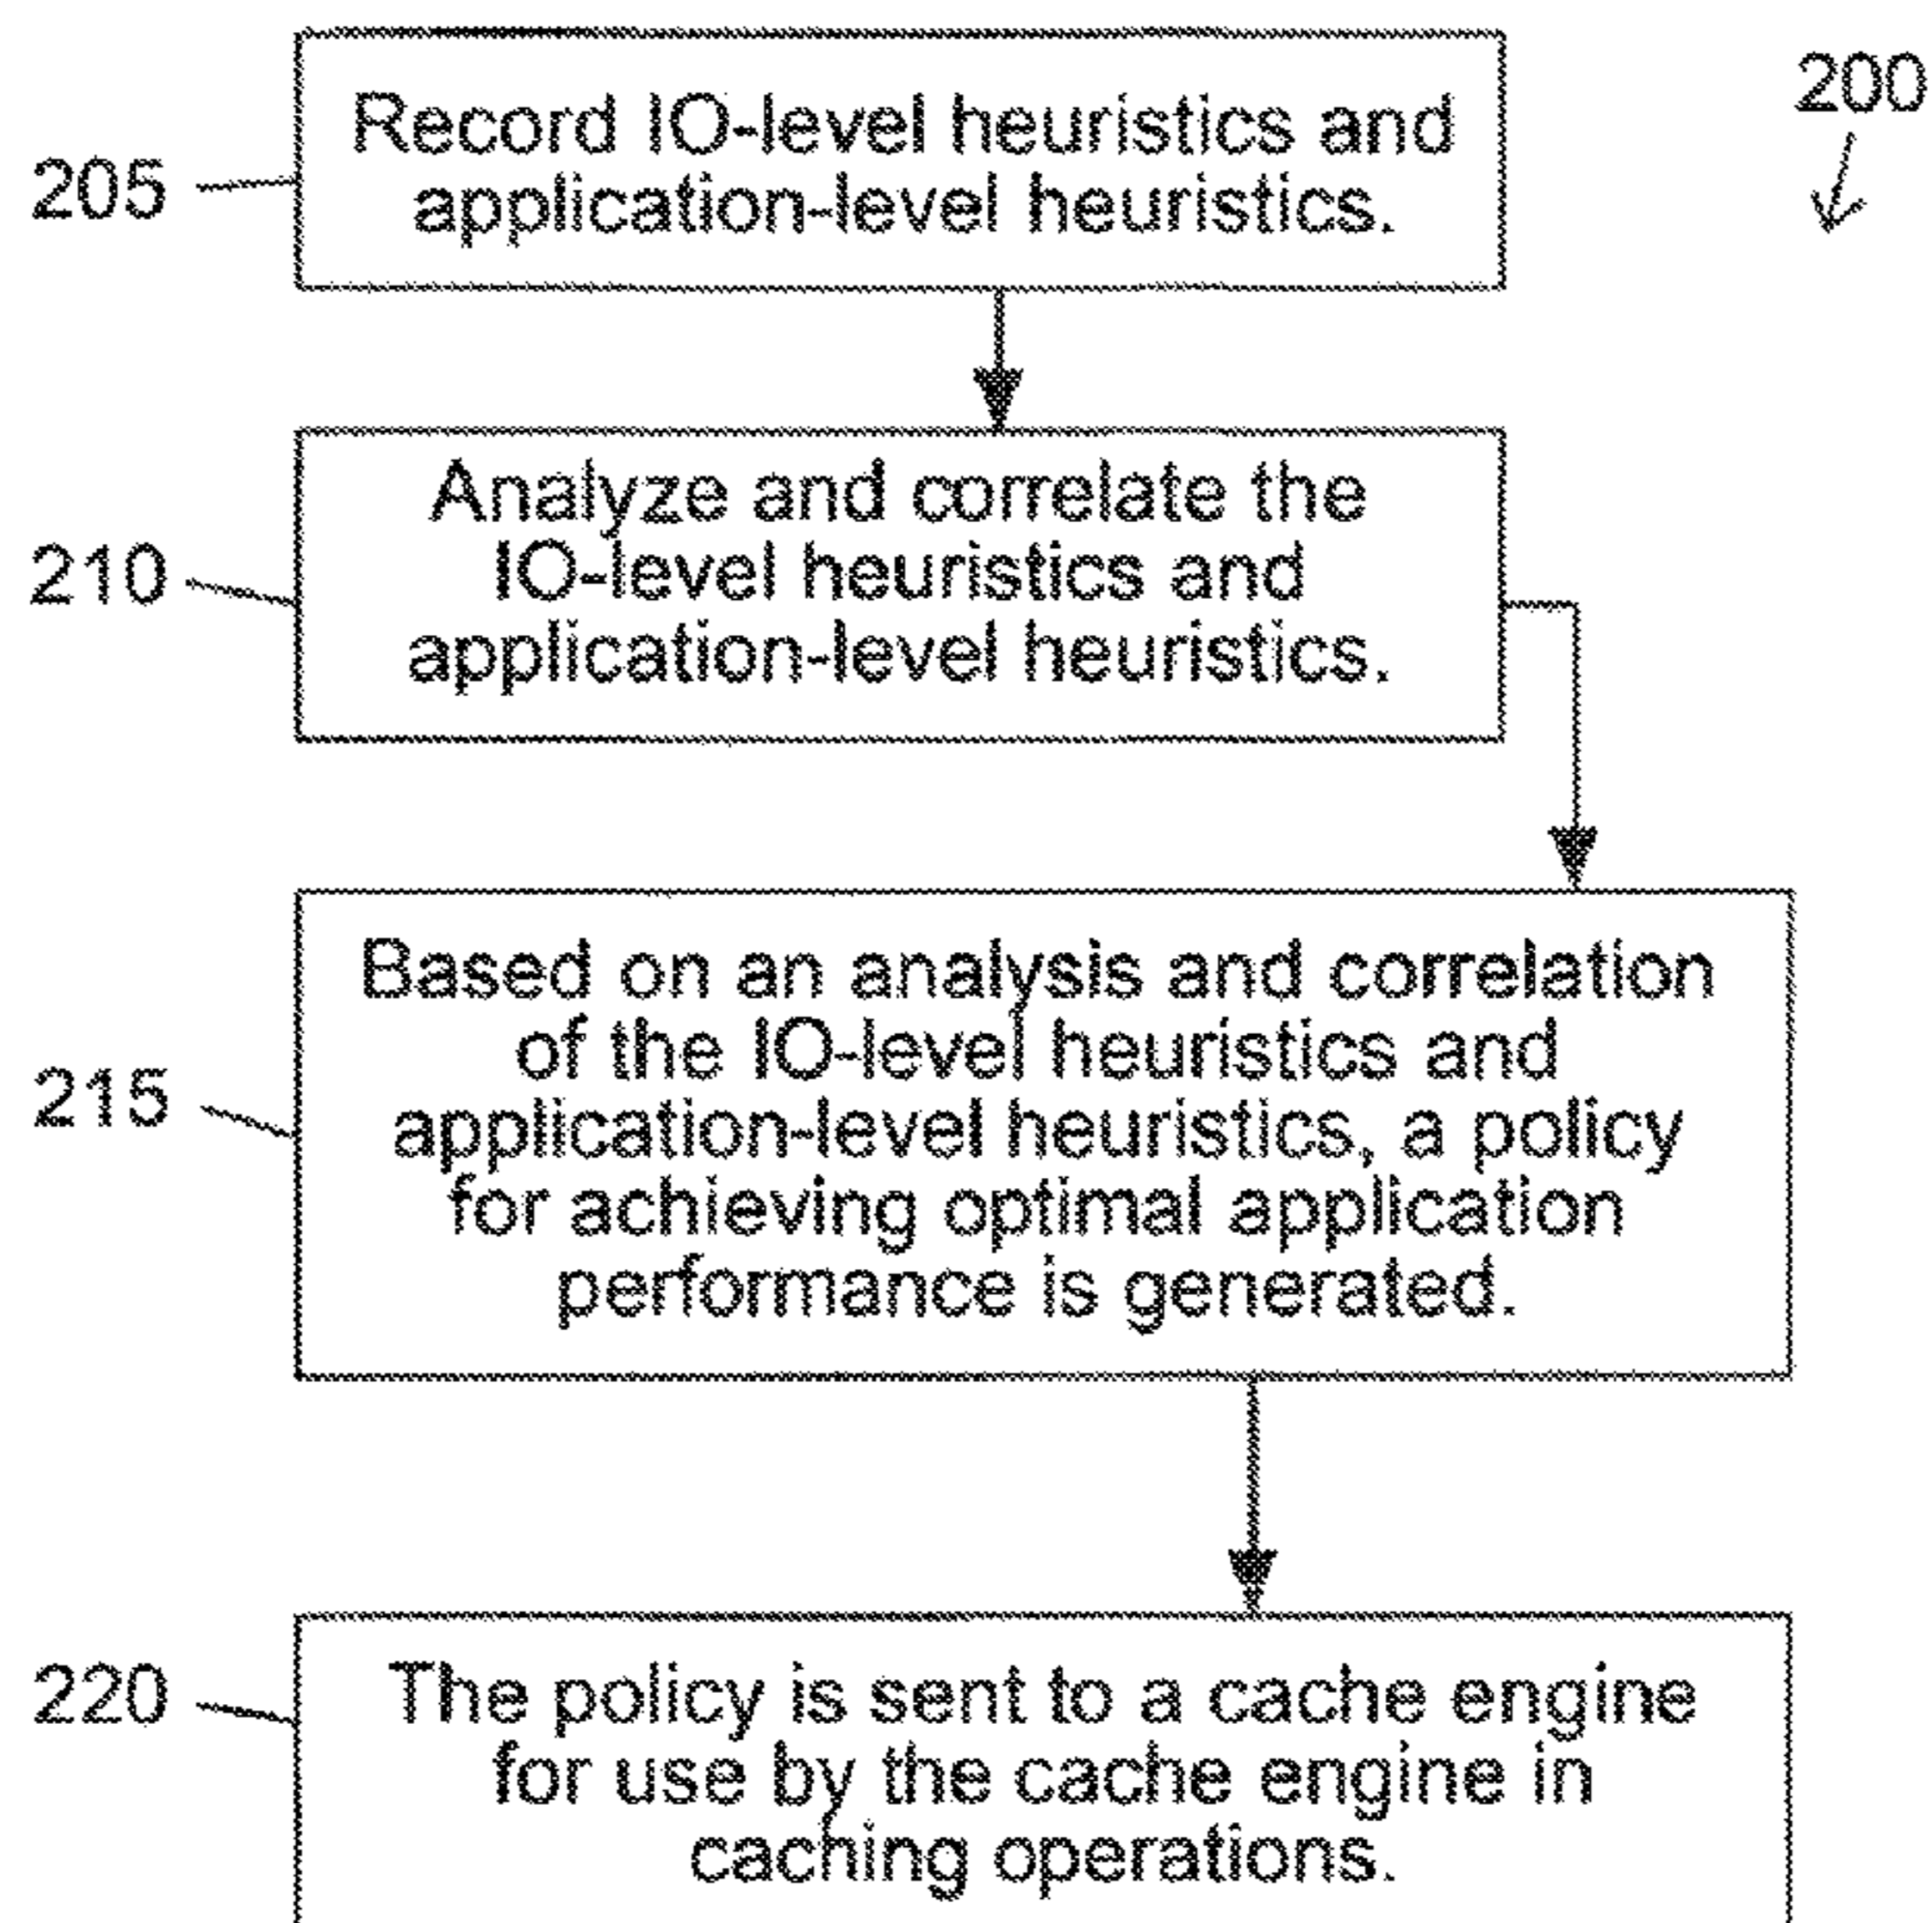 200
205
Record IO-level heuristics and
application-level heuristics.
210
Analyze and correlate the
IO-level heuristics and
application-level heuristics.
215
Based on an analysis and correlation
of the IO-level heuristics and
application-level heuristics, a policy
for achieving optimal application
performance is generated.
220
The policy is sent to a cache engine
for use by the cache engine in
caching operations.